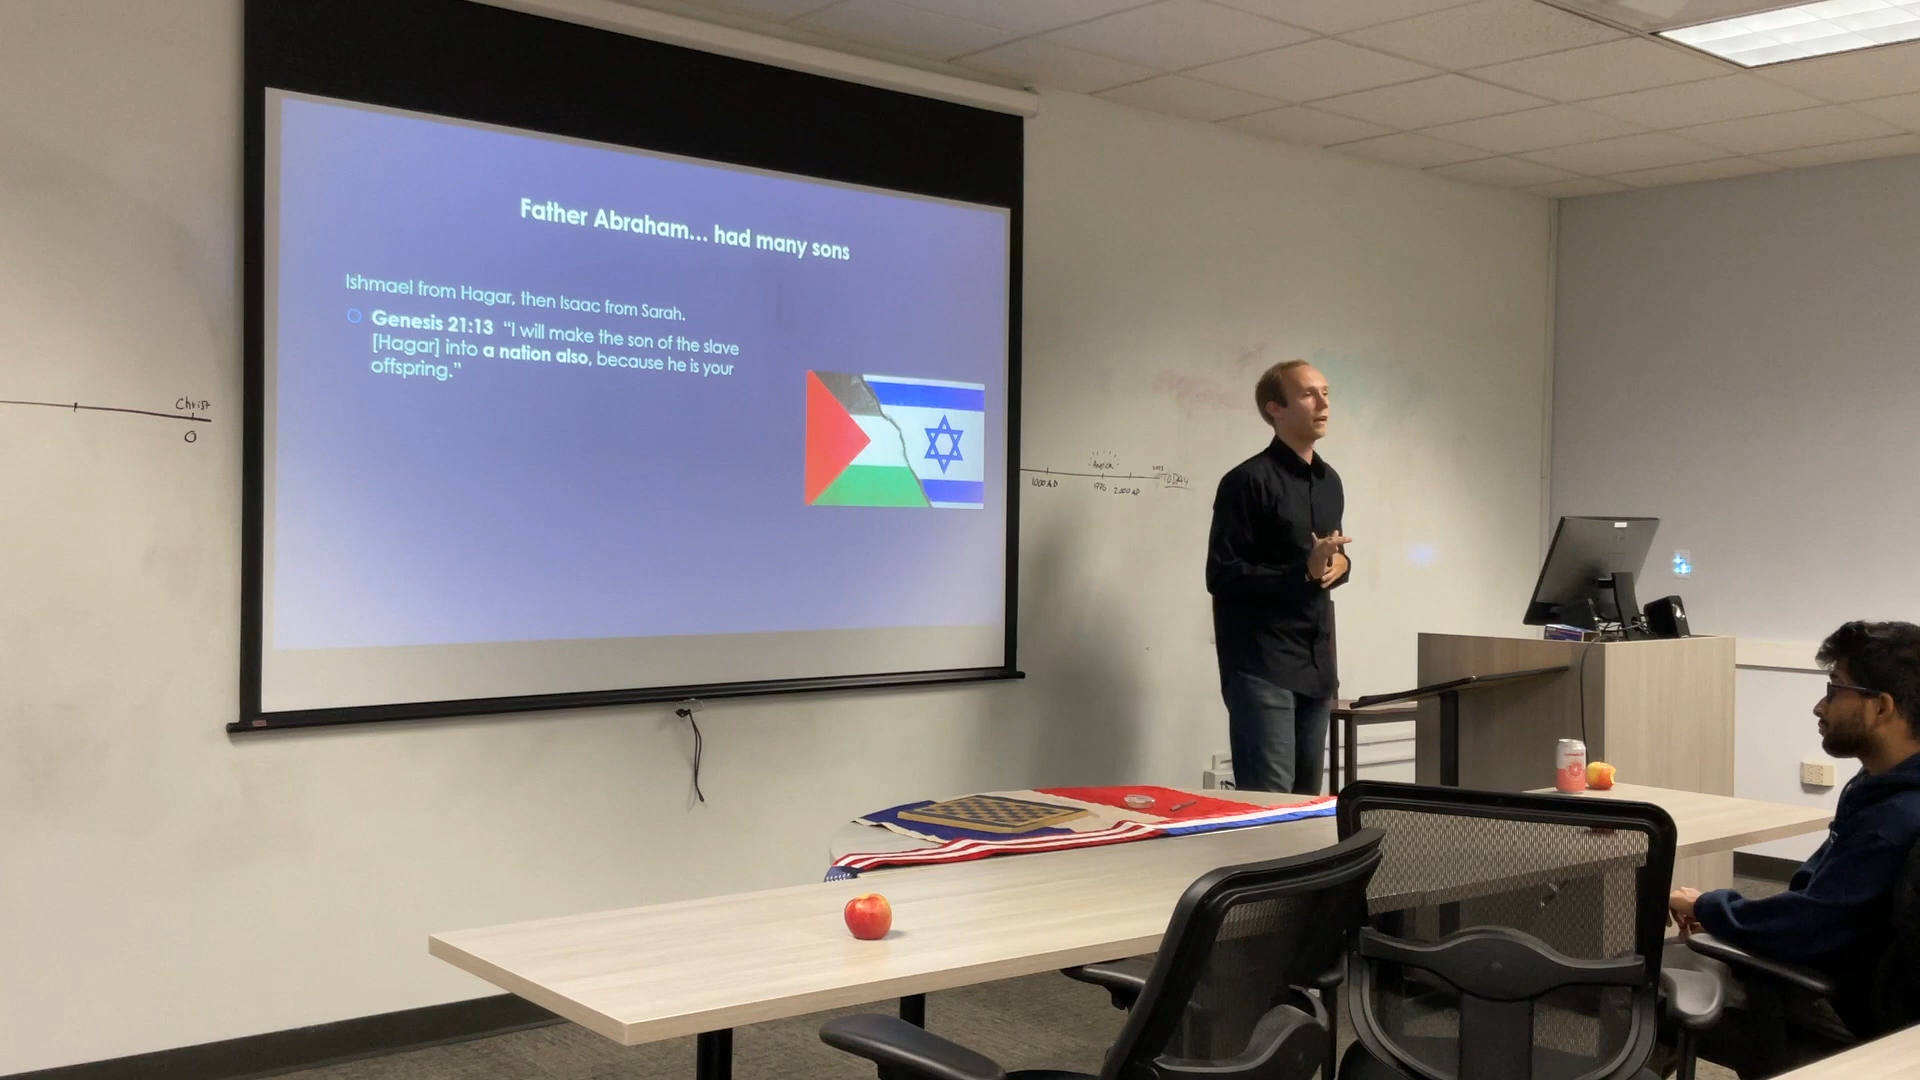 Father Abraham... had many sons
Ishmael from Hagar, then Isaac from Sarah.
Genesis 21:13 “I will make the son of the slave
[Hagar] into a nation also, because he is your
offspring.”
Christ
0
1000 AD
1776
2000 AD
TODAY